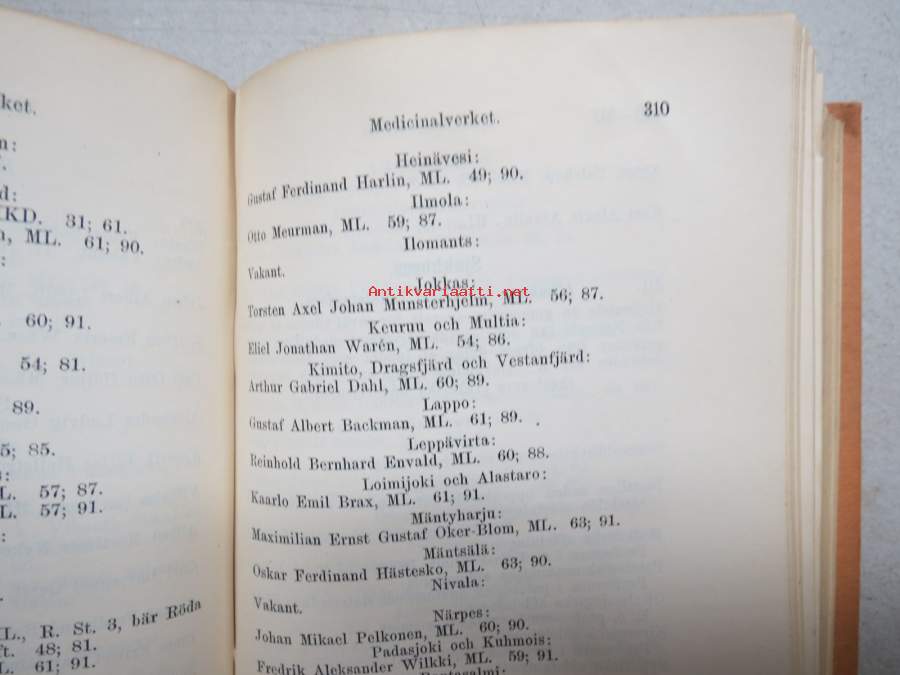 ket.
n:
d:
KD. 31; 61.
n, ML. 61; 90.
:
60; 91.
54; 81.
89.
5; 85.
s:
L. 57; 87.
L. 57; 91.
:
L., R. St. 3, bär Röda
ft. 48; 81.
L. 61; 91.
Medicinalverket. 310
Heinävesi:
Gustaf Ferdinand Harlin, ML. 49; 90.
Ilmola:
Otto Meurman, ML. 59; 87.
Ilomants:
Vakant.
Jokkas:
Antikvariaatti.net
Torsten Axel Johan Munsterhjelm, ML. 56; 87.
Keuruu och Multia:
Eliel Jonathan Warén, ML. 54; 86.
Kimito, Dragsfjärd och Vestanfjärd:
Arthur Gabriel Dahl, ML. 60; 89.
Lappo:
Gustaf Albert Backman, ML. 61; 89.
Leppävirta:
Reinhold Bernhard Envald, ML. 60; 88.
Loimijoki och Alastaro:
Kaarlo Emil Brax, ML. 61; 91.
Mäntyharju:
Maximilian Ernst Gustaf Oker-Blom, ML. 63; 91.
Mäntsälä:
Oskar Ferdinand Hästesko, ML. 63; 90.
Nivala:
Vakant.
Närpes:
Johan Mikael Pelkonen, ML. 60; 90.
Padasjoki och Kuhmois:
Fredrik Aleksander Wilkki, ML. 59; 91.